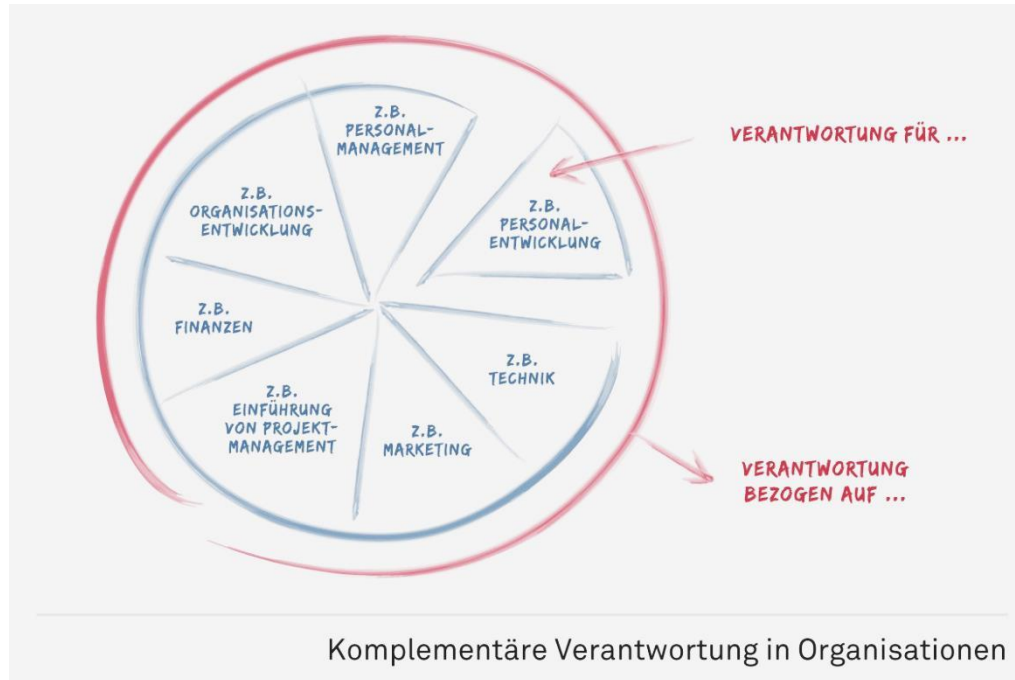 Z.B.
PERSONAL-
MANAGEMENT
VERANTWORTUNG FÜR ...
Z.B.
ORGANISATIONS-
ENTWICKLUNG
Z.B.
PERSONAL-
ENTWICKLUNG
Z.B.
FINANZEN
Z.B.
TECHNIK
Z.B.
EINFÜHRUNG
VON PROJEKT-
MANAGEMENT
Z.B.
MARKETING
VERANTWORTUNG
BEZOGEN AUF ...
Komplementäre Verantwortung in Organisationen